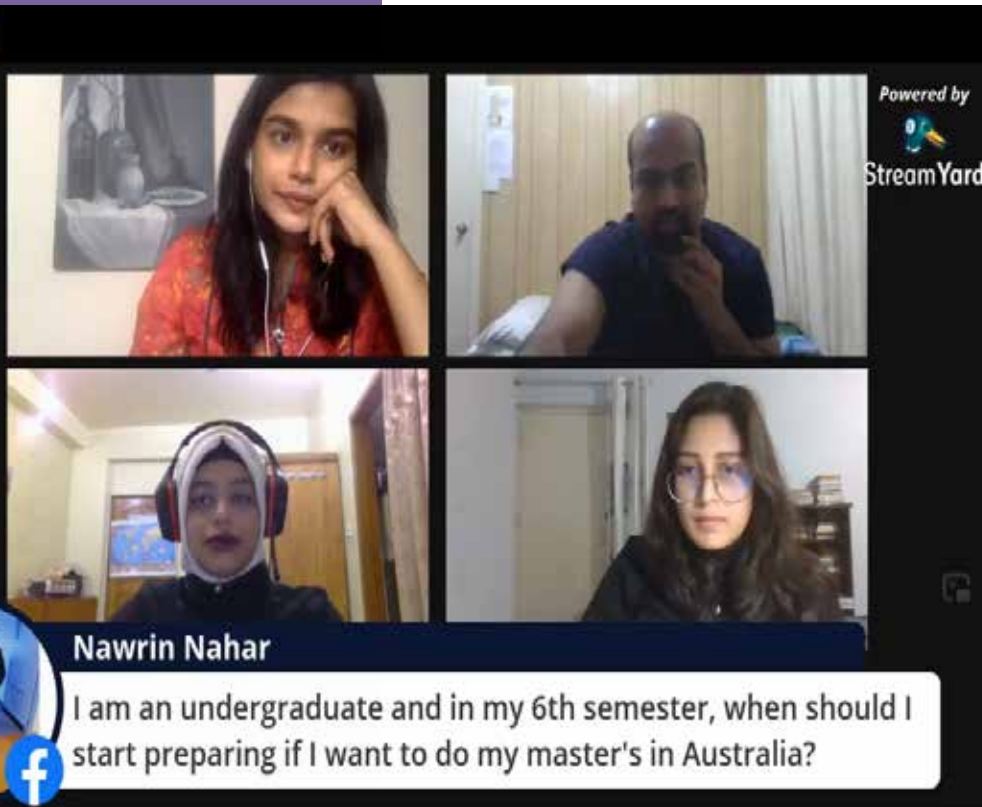 Powered by
StreamYard
Nawrin Nahar
I am an undergraduate and in my 6th semester, when should I
start preparing if I want to do my master's in Australia?